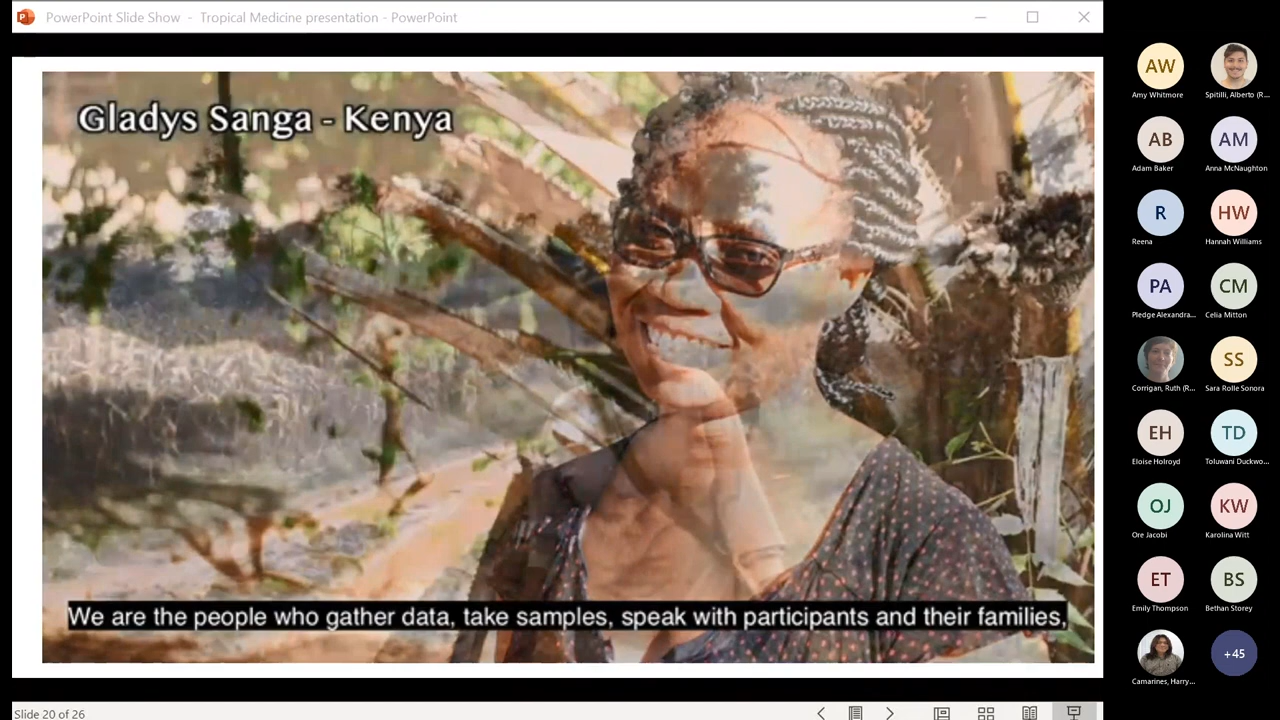 PowerPoint Slide Show - Tropical Medicine presentation - PowerPoint
Gladys Sanga - Kenya
We are the people who gather data, take samples, speak with participants and their families,
Slide 20 of 26
AW
Amy Whitmore
Spitilli, Alberto (R...
AB
Adam Baker
AM
Anna McNaughton
R
Reena
HW
Hannah Williams
PA
Pledge Alexandra...
CM
Celia Mitton
Corrigan, Ruth (R...
SS
Sara Rolle Sonora
EH
Eloise Holroyd
TD
Toluwani Duckwo...
OJ
Ore Jacobi
KW
Karolina Witt
ET
Emily Thompson
BS
Bethan Storey
Camarines, Harry...
+45